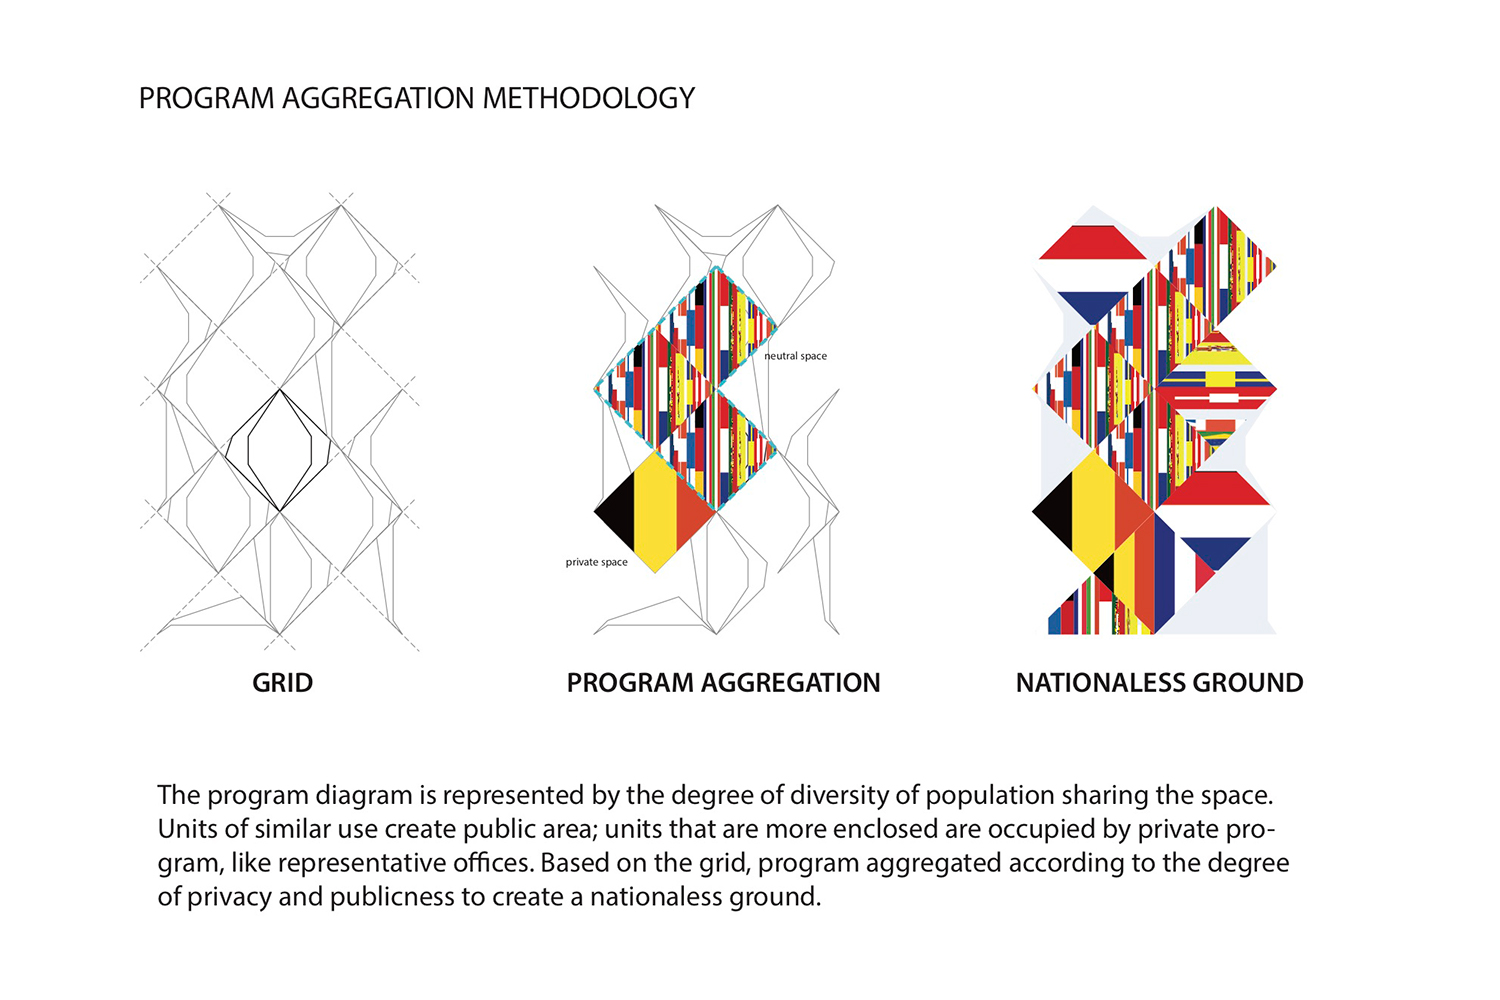 PROGRAM AGGREGATION METHODOLOGY
neutral space
private space
GRID
PROGRAM AGGREGATION
NATIONALESS GROUND
The program diagram is represented by the degree of diversity of population sharing the space.
Units of similar use create public area; units that are more enclosed are occupied by private pro-
gram, like representative offices. Based on the grid, program aggregated according to the degree
of privacy and publicness to create a nationaless ground.